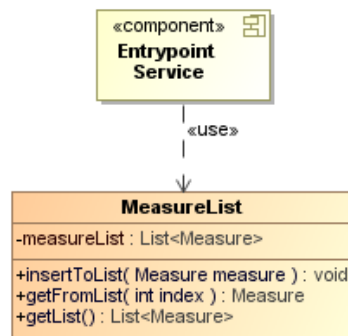 «component»
Entrypoint
Service
«use»
MeasureList
-measureList : List<Measure>
+insertToList( Measure measure ) : void
+getFromList( int index ) : Measure
+getList() : List<Measure>